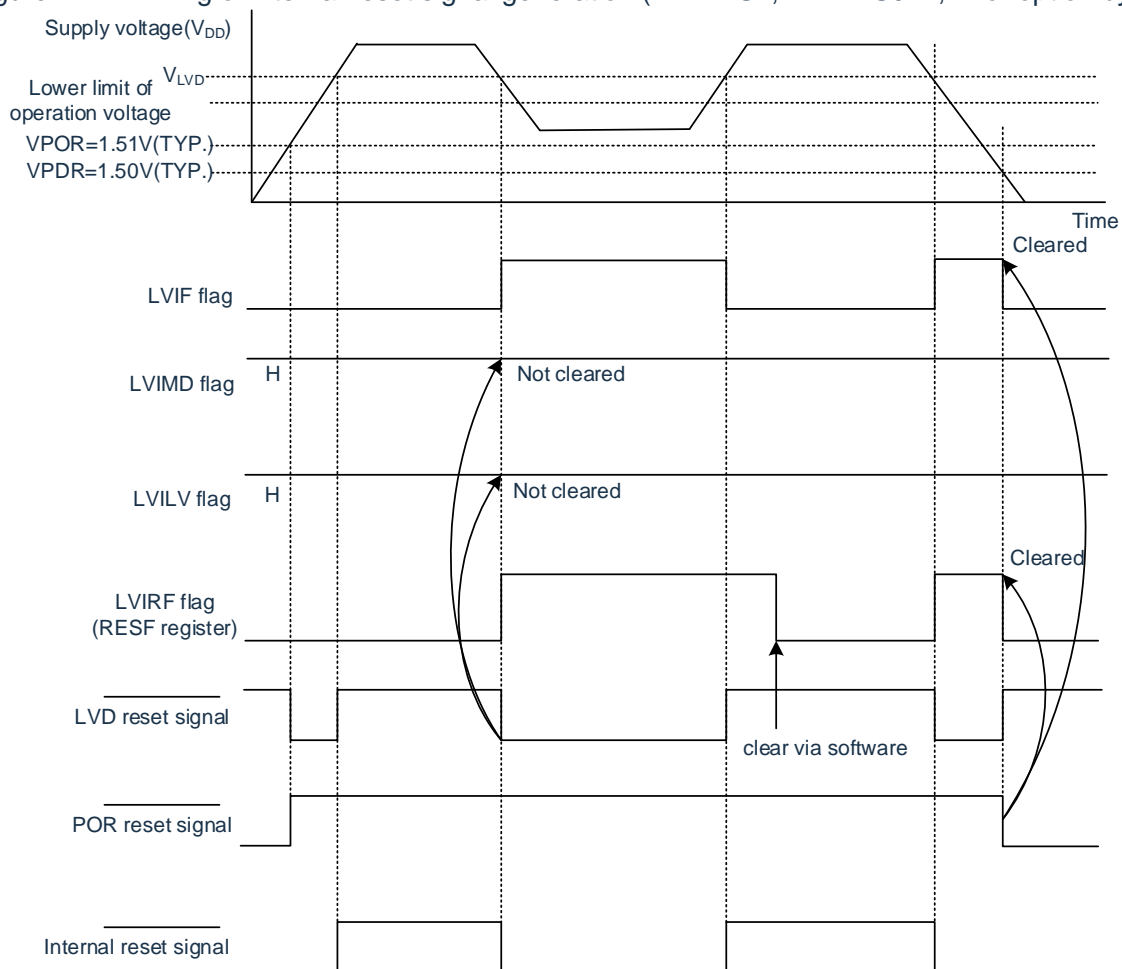 Supply voltage(VDD)
VLVD
Lower limit of
operation voltage
VPOR=1.51V(TYP.)
VPDR=1.50V(TYP.)
Time
Cleared
LVIF flag
H
Not cleared
LVIMD flag
H
Not cleared
LVILV flag
Cleared
LVIRF flag
(RESF register)
LVD reset signal
clear via software
POR reset signal
Internal reset signal